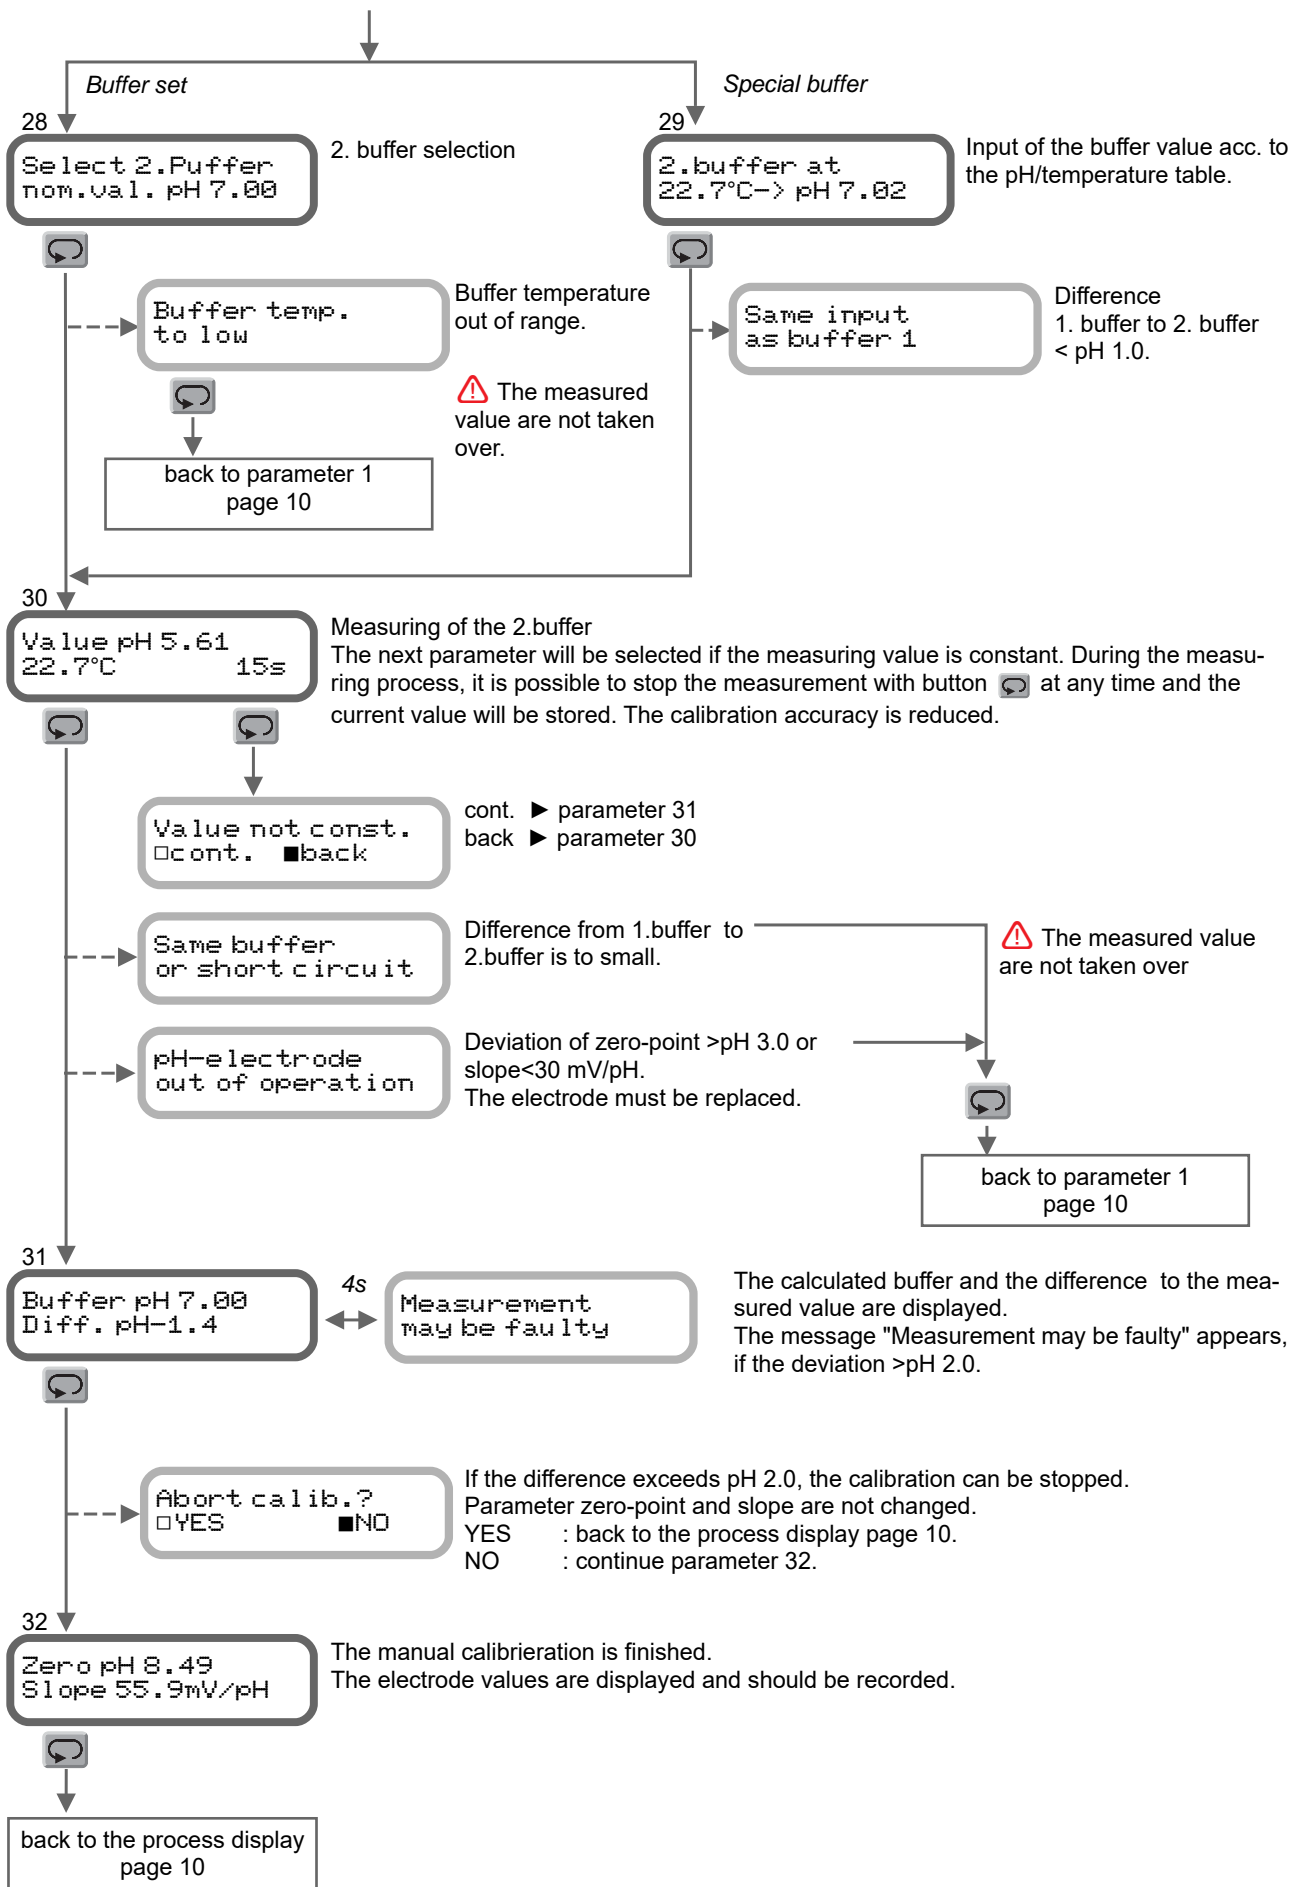 Buffer set
Special buffer
28
Select 2.Puffer
nom.val. pH 7.00
2. buffer selection
29
2.buffer at
22.7°C-> pH 7.02
Input of the buffer value acc. to
the pH/temperature table.
Buffer temp.
to low
Buffer temperature
out of range.
The measured
value are not taken
over.
Same input
as buffer 1
Difference
1. buffer to 2. buffer
< pH 1.0.
back to parameter 1
page 10
30
Value pH 5.61
22.7°C 15s
Measuring of the 2.buffer
The next parameter will be selected if the measuring value is constant. During the measu-
ring process, it is possible to stop the measurement with button at any time and the
current value will be stored. The calibration accuracy is reduced.
Value not const.
□cont. ■back
cont. ► parameter 31
back ► parameter 30
Same buffer
or short circuit
Difference from 1.buffer to
2.buffer is to small.
The measured value
are not taken over
pH-electrode
out of operation
Deviation of zero-point >pH 3.0 or
slope<30 mV/pH.
The electrode must be replaced.
back to parameter 1
page 10
31
Buffer pH 7.00
Diff. pH-1.4
4s
Measurement
may be faulty
The calculated buffer and the difference to the mea-
sured value are displayed.
The message "Measurement may be faulty" appears,
if the deviation >pH 2.0.
Abort calib.?
□YES ■NO
If the difference exceeds pH 2.0, the calibration can be stopped.
Parameter zero-point and slope are not changed.
YES : back to the process display page 10.
NO : continue parameter 32.
32
Zero pH 8.49
Slope 55.9mV/pH
The manual calibrieration is finished.
The electrode values are displayed and should be recorded.
back to the process display
page 10